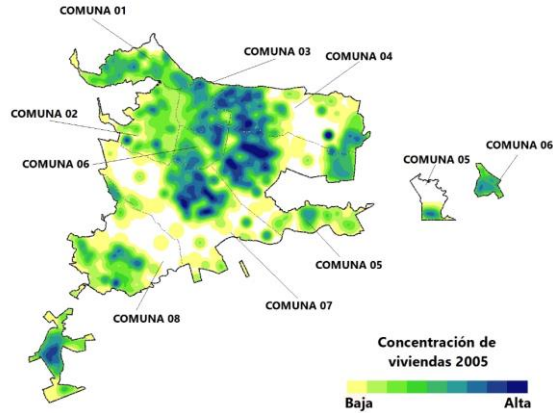 COMUNA 01
COMUNA 03
COMUNA 04
COMUNA 02
COMUNA 06
COMUNA 05
COMUNA 06
COMUNA 05
COMUNA 07
COMUNA 08
Concentración de
viviendas 2005
Baja Alta